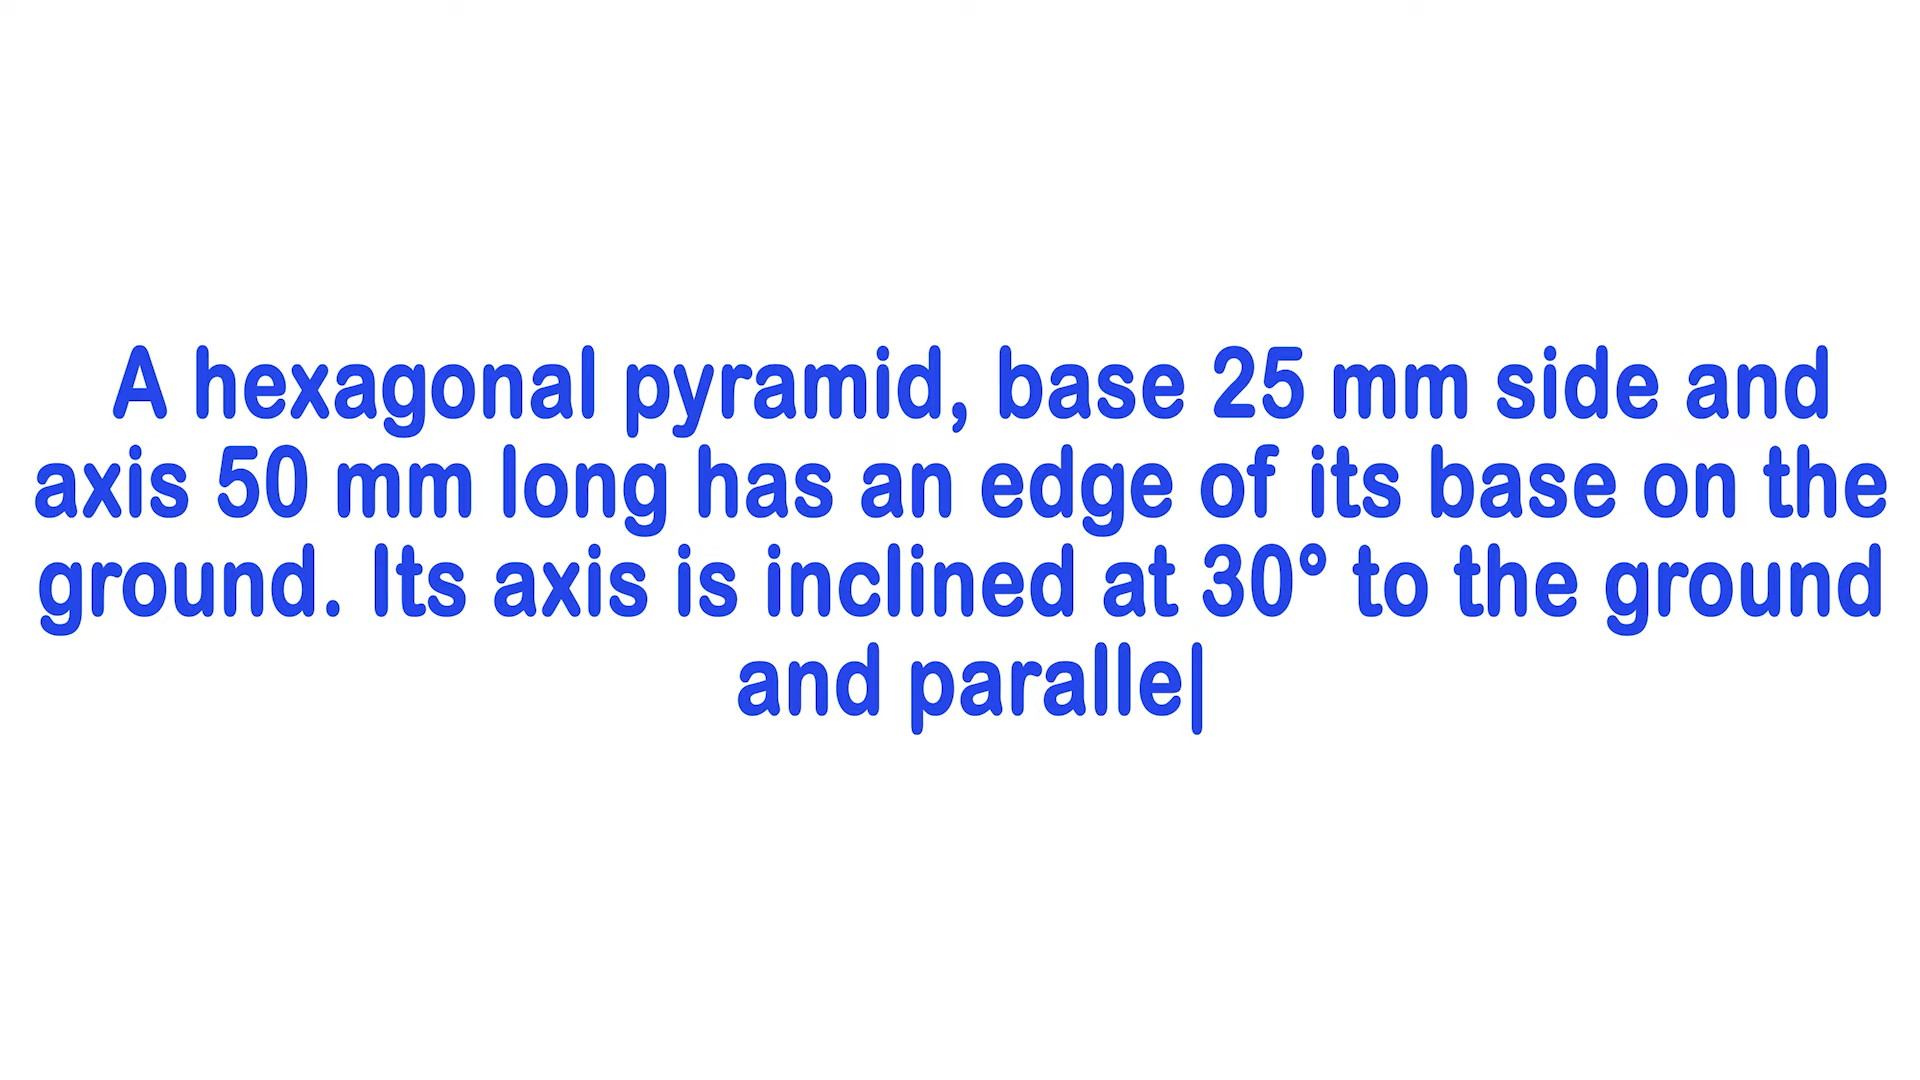 A hexagonal pyramid, base 25 mm side and
axis 50 mm long has an edge of its base on the
ground. Its axis is inclined at 30° to the ground
and paralle|